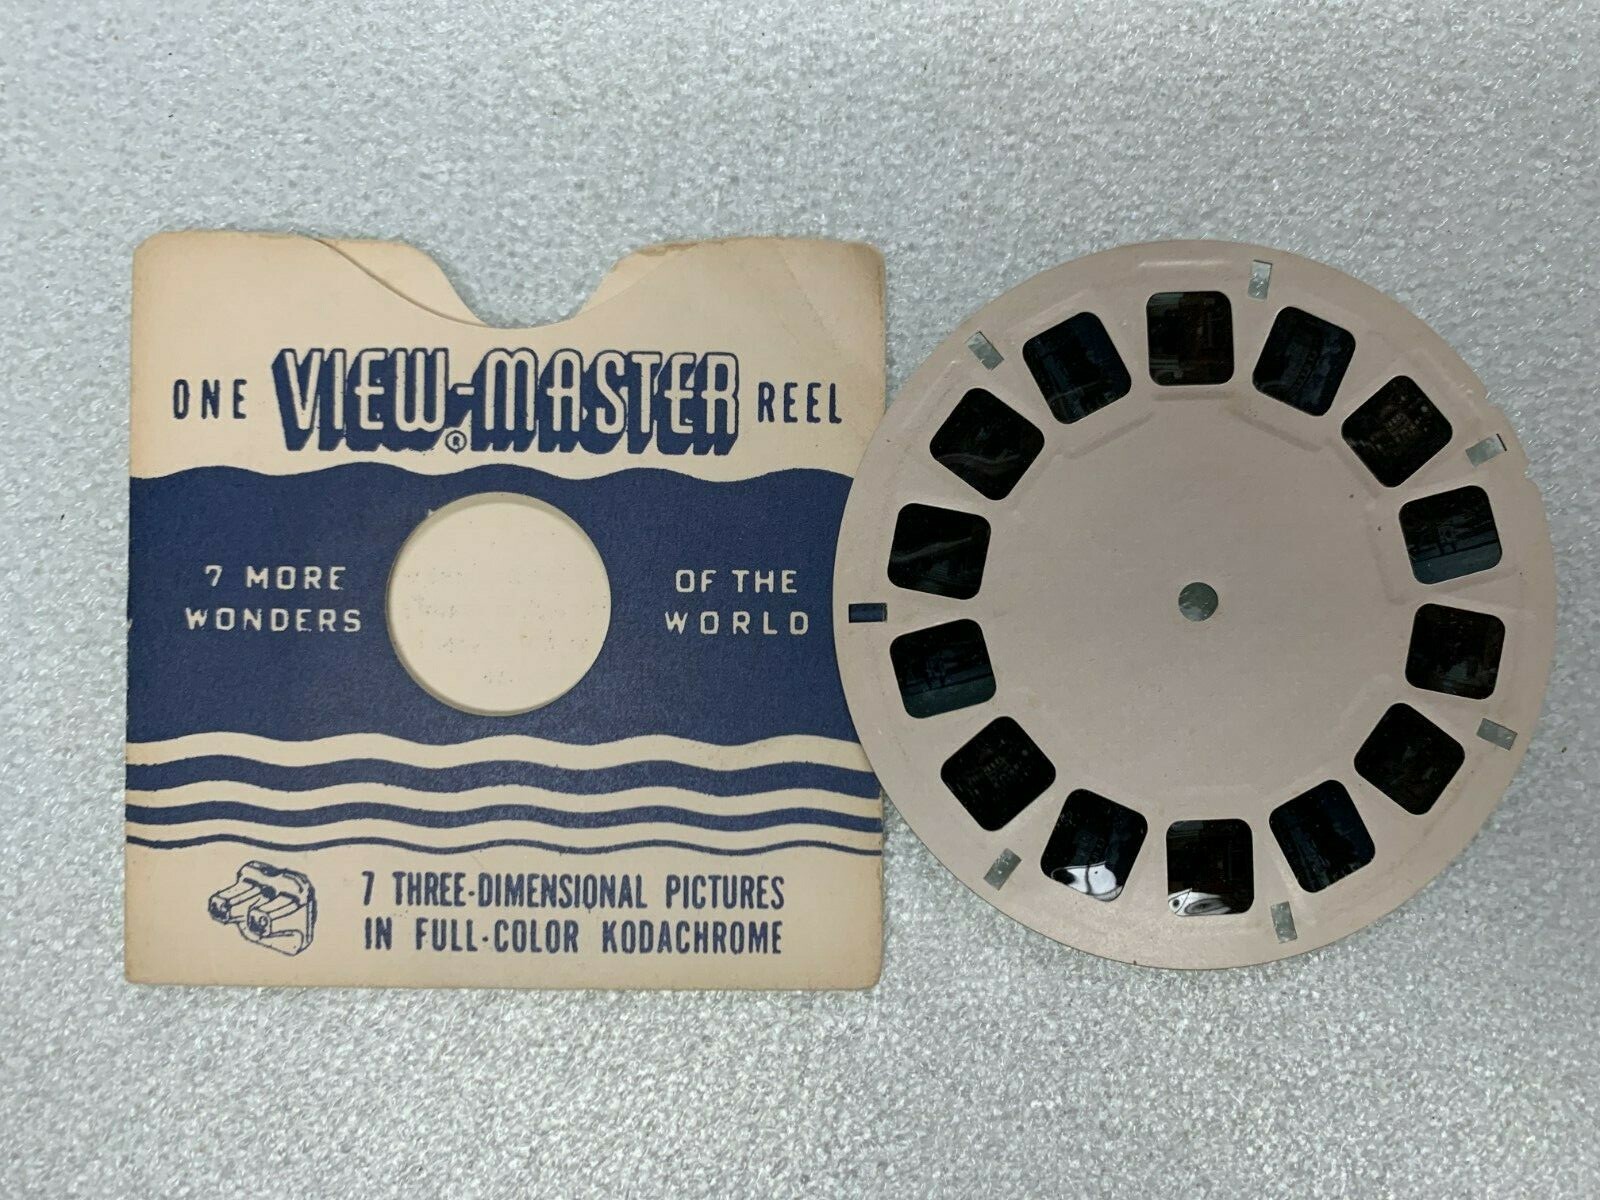 ONE VIEW-MASTER® REEL
7 MORE
WONDERS
OF THE
WORLD
7 THREE-DIMENSIONAL PICTURES
IN FULL-COLOR KODACHROME